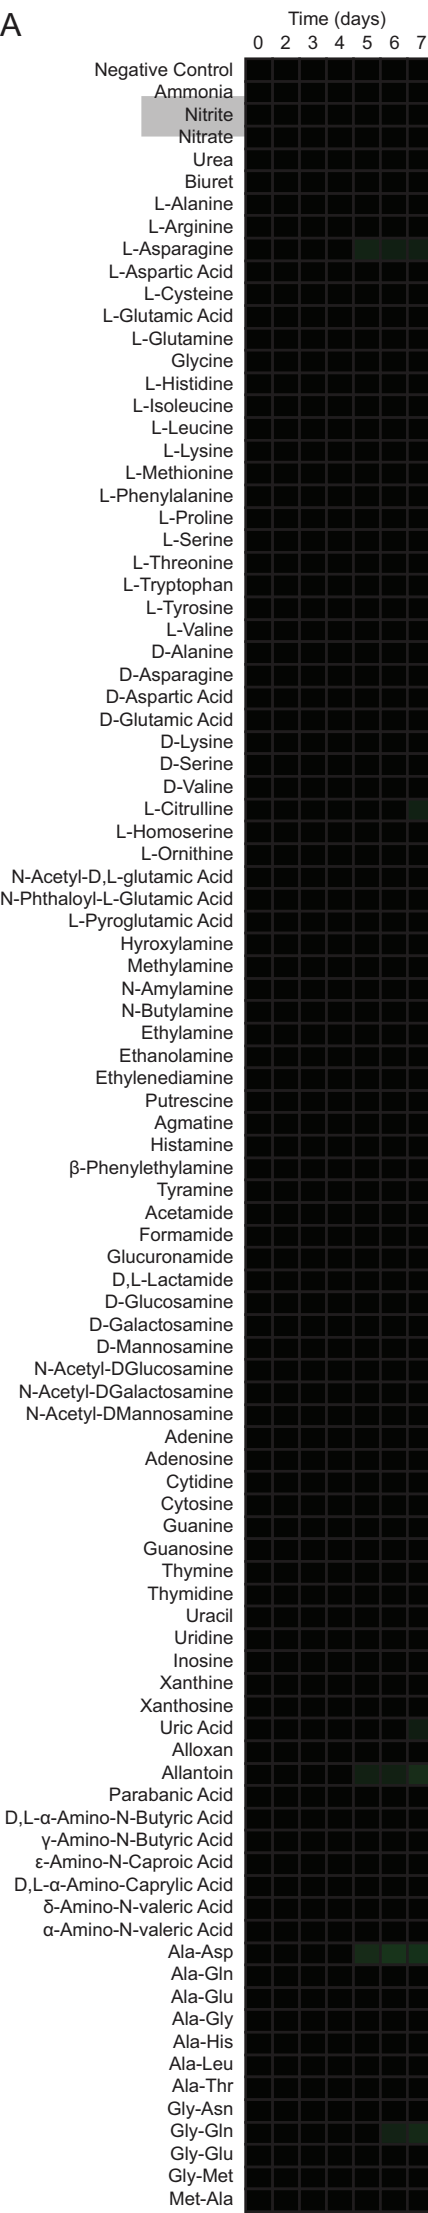 A
Time (days)
0 2 3 4 5 6 7
Negative Control
Ammonia
Nitrite
Nitrate
Urea
Biuret
L-Alanine
L-Arginine
L-Asparagine
L-Aspartic Acid
L-Cysteine
L-Glutamic Acid
L-Glutamine
Glycine
L-Histidine
L-Isoleucine
L-Leucine
L-Lysine
L-Methionine
L-Phenylalanine
L-Proline
L-Serine
L-Threonine
L-Tryptophan
L-Tyrosine
L-Valine
D-Alanine
D-Asparagine
D-Aspartic Acid
D-Glutamic Acid
D-Lysine
D-Serine
D-Valine
L-Citrulline
L-Homoserine
L-Ornithine
N-Acetyl-D,L-glutamic Acid
N-Phthaloyl-L-Glutamic Acid
L-Pyroglutamic Acid
Hyroxylamine
Methylamine
N-Amylamine
N-Butylamine
Ethylamine
Ethanolamine
Ethylenediamine
Putrescine
Agmatine
Histamine
β-Phenylethylamine
Tyramine
Acetamide
Formamide
Glucuronamide
D,L-Lactamide
D-Glucosamine
D-Galactosamine
D-Mannosamine
N-Acetyl-DGlucosamine
N-Acetyl-DGalactosamine
N-Acetyl-DMannosamine
Adenine
Adenosine
Cytidine
Cytosine
Guanine
Guanosine
Thymine
Thymidine
Uracil
Uridine
Inosine
Xanthine
Xanthosine
Uric Acid
Alloxan
Allantoin
Parabanic Acid
D,L-α-Amino-N-Butyric Acid
γ-Amino-N-Butyric Acid
ε-Amino-N-Caproic Acid
D,L-α-Amino-Caprylic Acid
δ-Amino-N-valeric Acid
α-Amino-N-valeric Acid
Ala-Asp
Ala-Gln
Ala-Glu
Ala-Gly
Ala-His
Ala-Leu
Ala-Thr
Gly-Asn
Gly-Gln
Gly-Glu
Gly-Met
Met-Ala